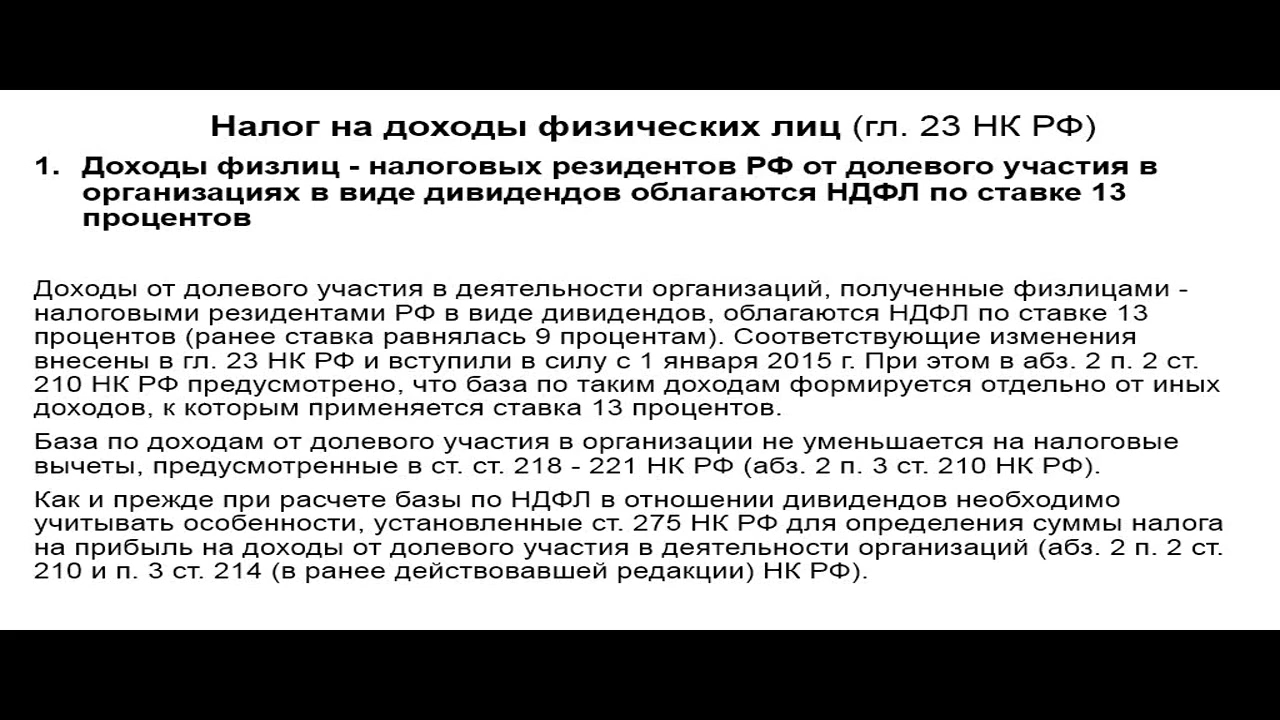 Налог на доходы физических лиц (гл. 23 НК РФ)
1. Доходы физлиц - налоговых резидентов РФ от долевого участия в
организациях в виде дивидендов облагаются НДФЛ по ставке 13
процентов
Доходы от долевого участия в деятельности организаций, полученные физлицами -
налоговыми резидентами РФ в виде дивидендов, облагаются НДФЛ по ставке 13
процентов (ранее ставка равнялась 9 процентам). Соответствующие изменения
внесены в гл. 23 НК РФ и вступили в силу с 1 января 2015 г. При этом в абз. 2 п. 2 ст.
210 НК РФ предусмотрено, что база по таким доходам формируется отдельно от иных
доходов, к которым применяется ставка 13 процентов.
База по доходам от долевого участия в организации не уменьшается на налоговые
вычеты, предусмотренные в ст. ст. 218 - 221 НК РФ (абз. 2 п. 3 ст. 210 НК РФ).
Как и прежде при расчете базы по НДФЛ в отношении дивидендов необходимо
учитывать особенности, установленные ст. 275 НК РФ для определения суммы налога
на прибыль на доходы от долевого участия в деятельности организаций (абз. 2 п. 2 ст.
210 и п. 3 ст. 214 (в ранее действовавшей редакции) НК РФ).